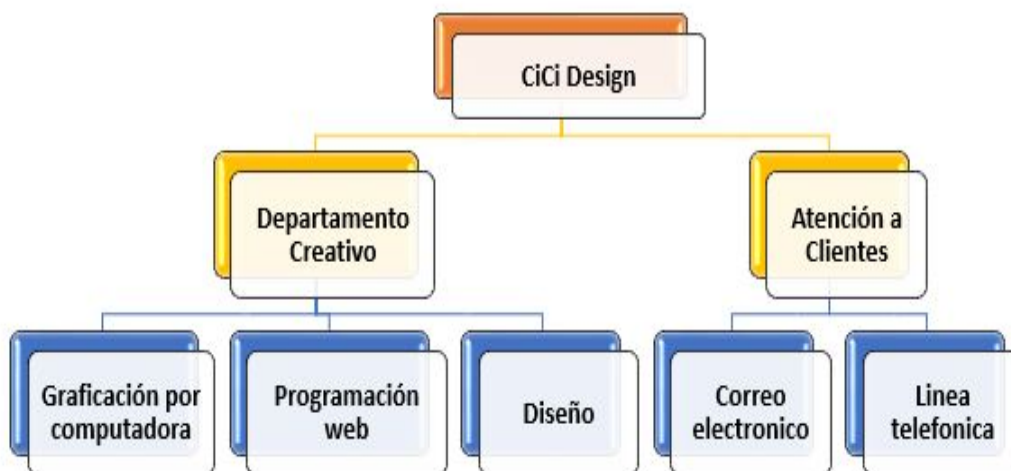 CiCi Design
Departamento
Creativo
Atención a
Clientes
Graficación por
computadora
Programación
web
Diseño
Correo
electronico
Linea
telefonica